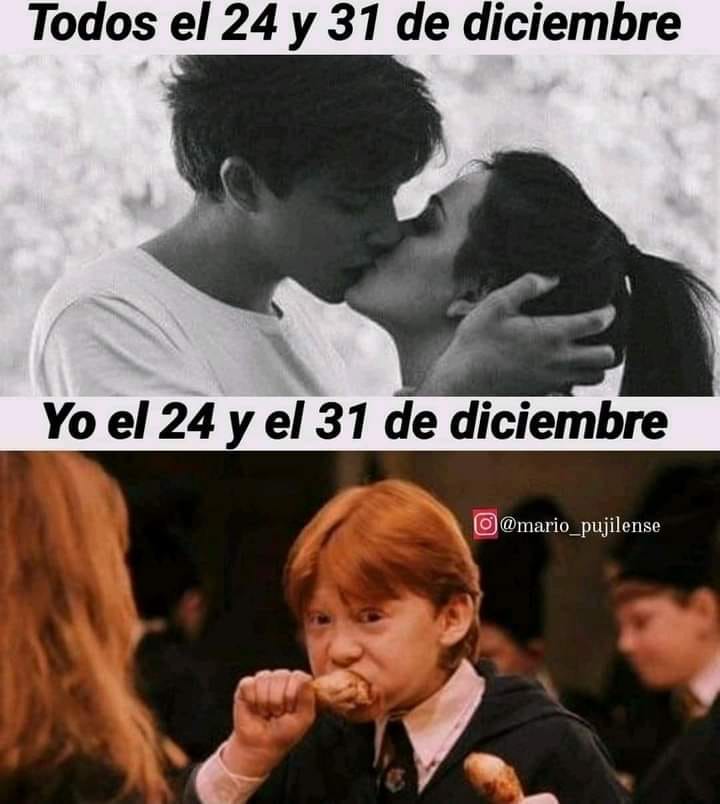 Todos el 24 y 31 de diciembre
Yo el 24 y el 31 de diciembre
@mario_pujilense